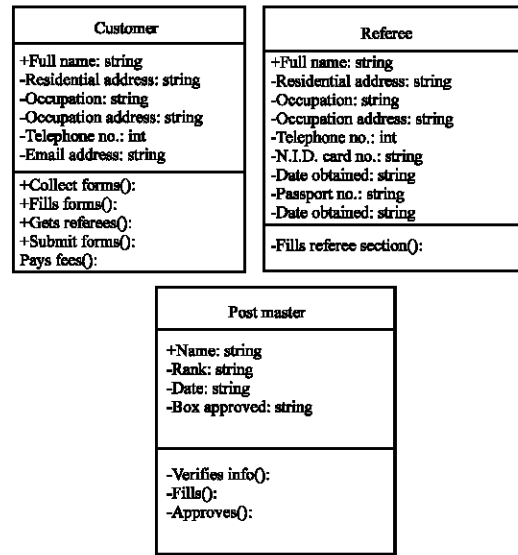 Customer
+Full name: string
-Residential address: string
-Occupation: string
-Occupation address: string
-Telephone no.: int
-Email address: string
+Collect forms():
+Fills forms():
+Gets referees():
+Submit forms():
Pays fees():
Referee
+Full name: string
-Residential address: string
-Occupation: string
-Occupation address: string
-Telephone no.: int
-N.I.D. card no.: string
-Date obtained: string
-Passport no.: string
-Date obtained: string
-Fills referee section():
Post master
+Name: string
-Rank: string
-Date: string
-Box approved: string
-Verifies info():
-Fills():
-Approves():